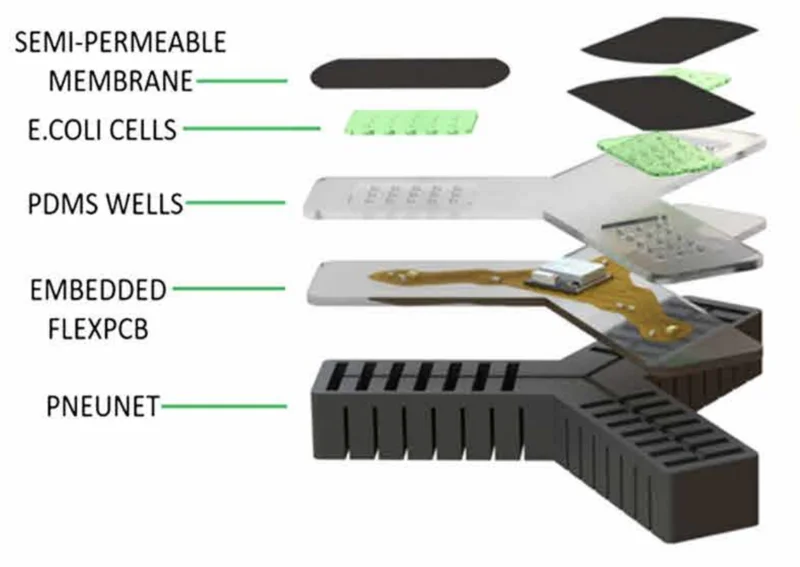 SEMI-PERMEABLE
MEMBRANE
E.COLI CELLS
PDMS WELLS
EMBEDDED
FLEXPCB
PNEUNET